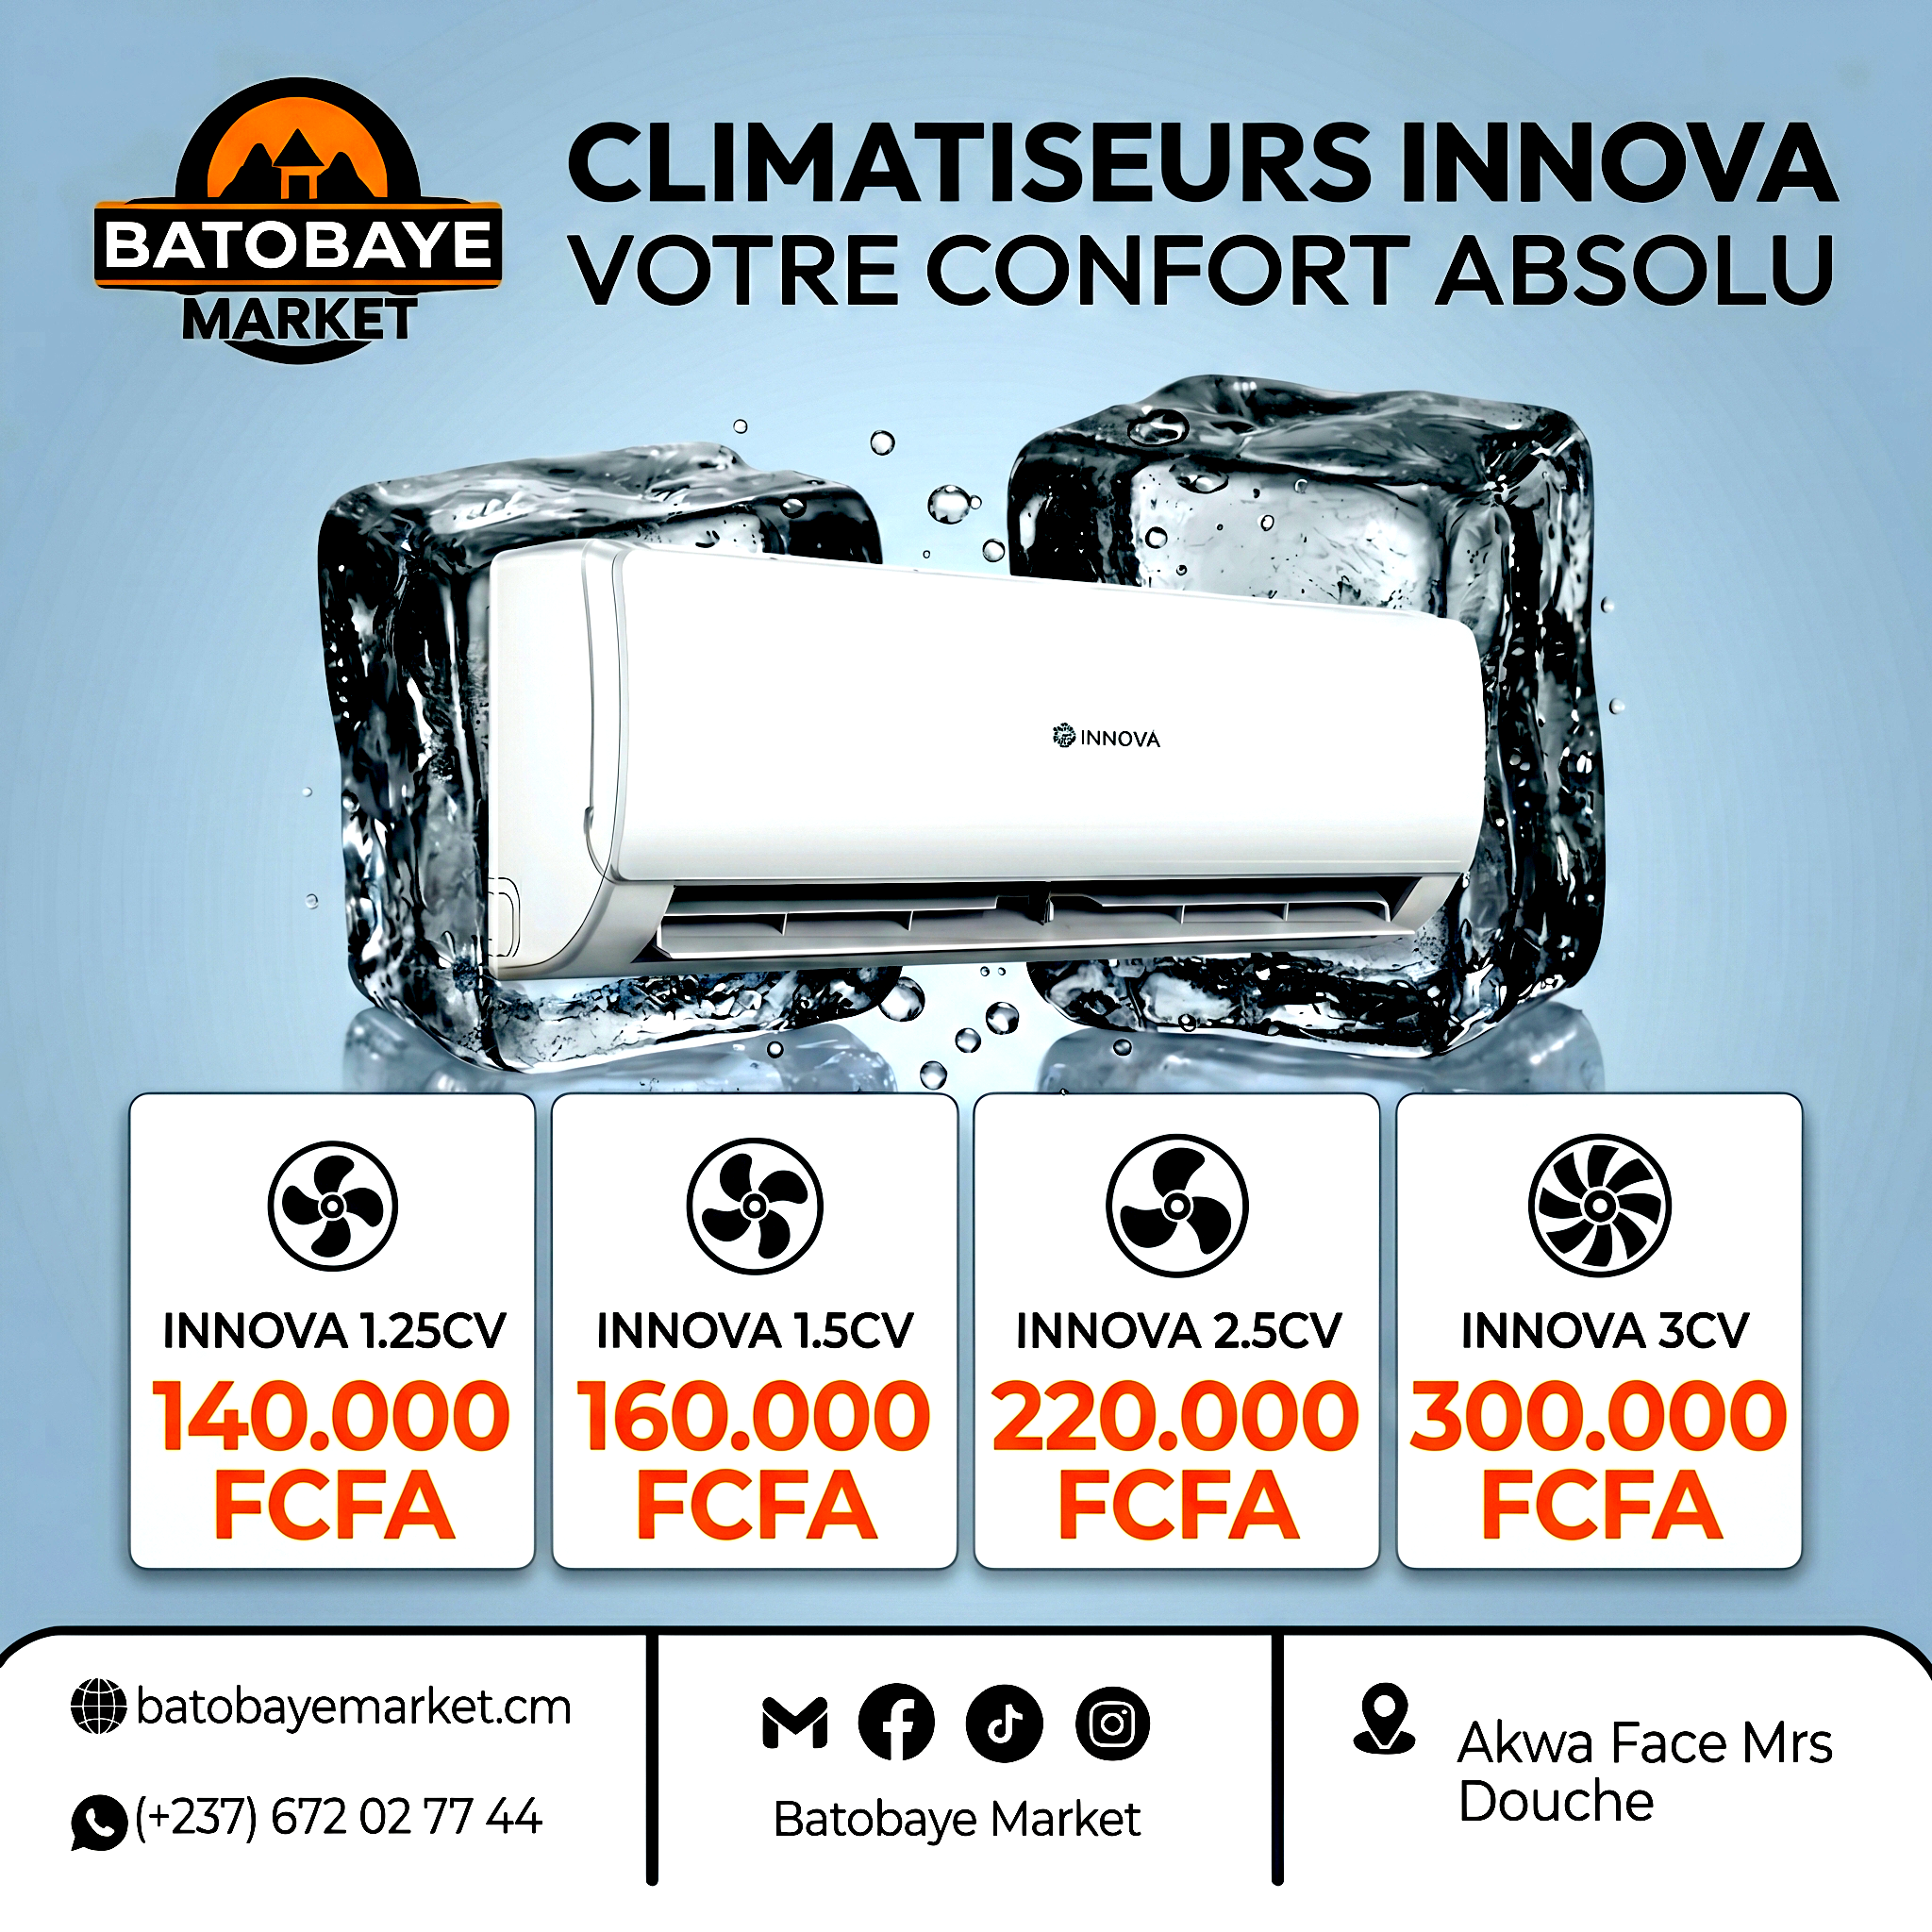 BATOBAYE
MARKET
CLIMATISEURS INNOVA
VOTRE CONFORT ABSOLU
INNOVA
INNOVA 1.25CV
140.000
FCFA
INNOVA 1.5CV
160.000
FCFA
INNOVA 2.5CV
220.000
FCFA
INNOVA 3CV
300.000
FCFA
batobayemarket.cm
(+237) 672 02 77 44
Batobaye Market
Akwa Face Mrs
Douche